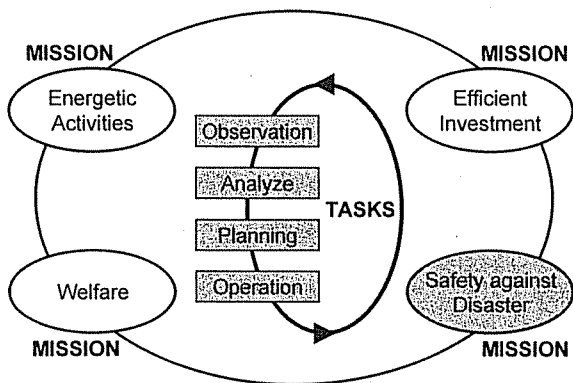 MISSION
Energetic
Activities
MISSION
Efficient
Investment
Observation
Analyze
TASKS
Planning
Operation
Welfare
MISSION
Safety against
Disaster
MISSION